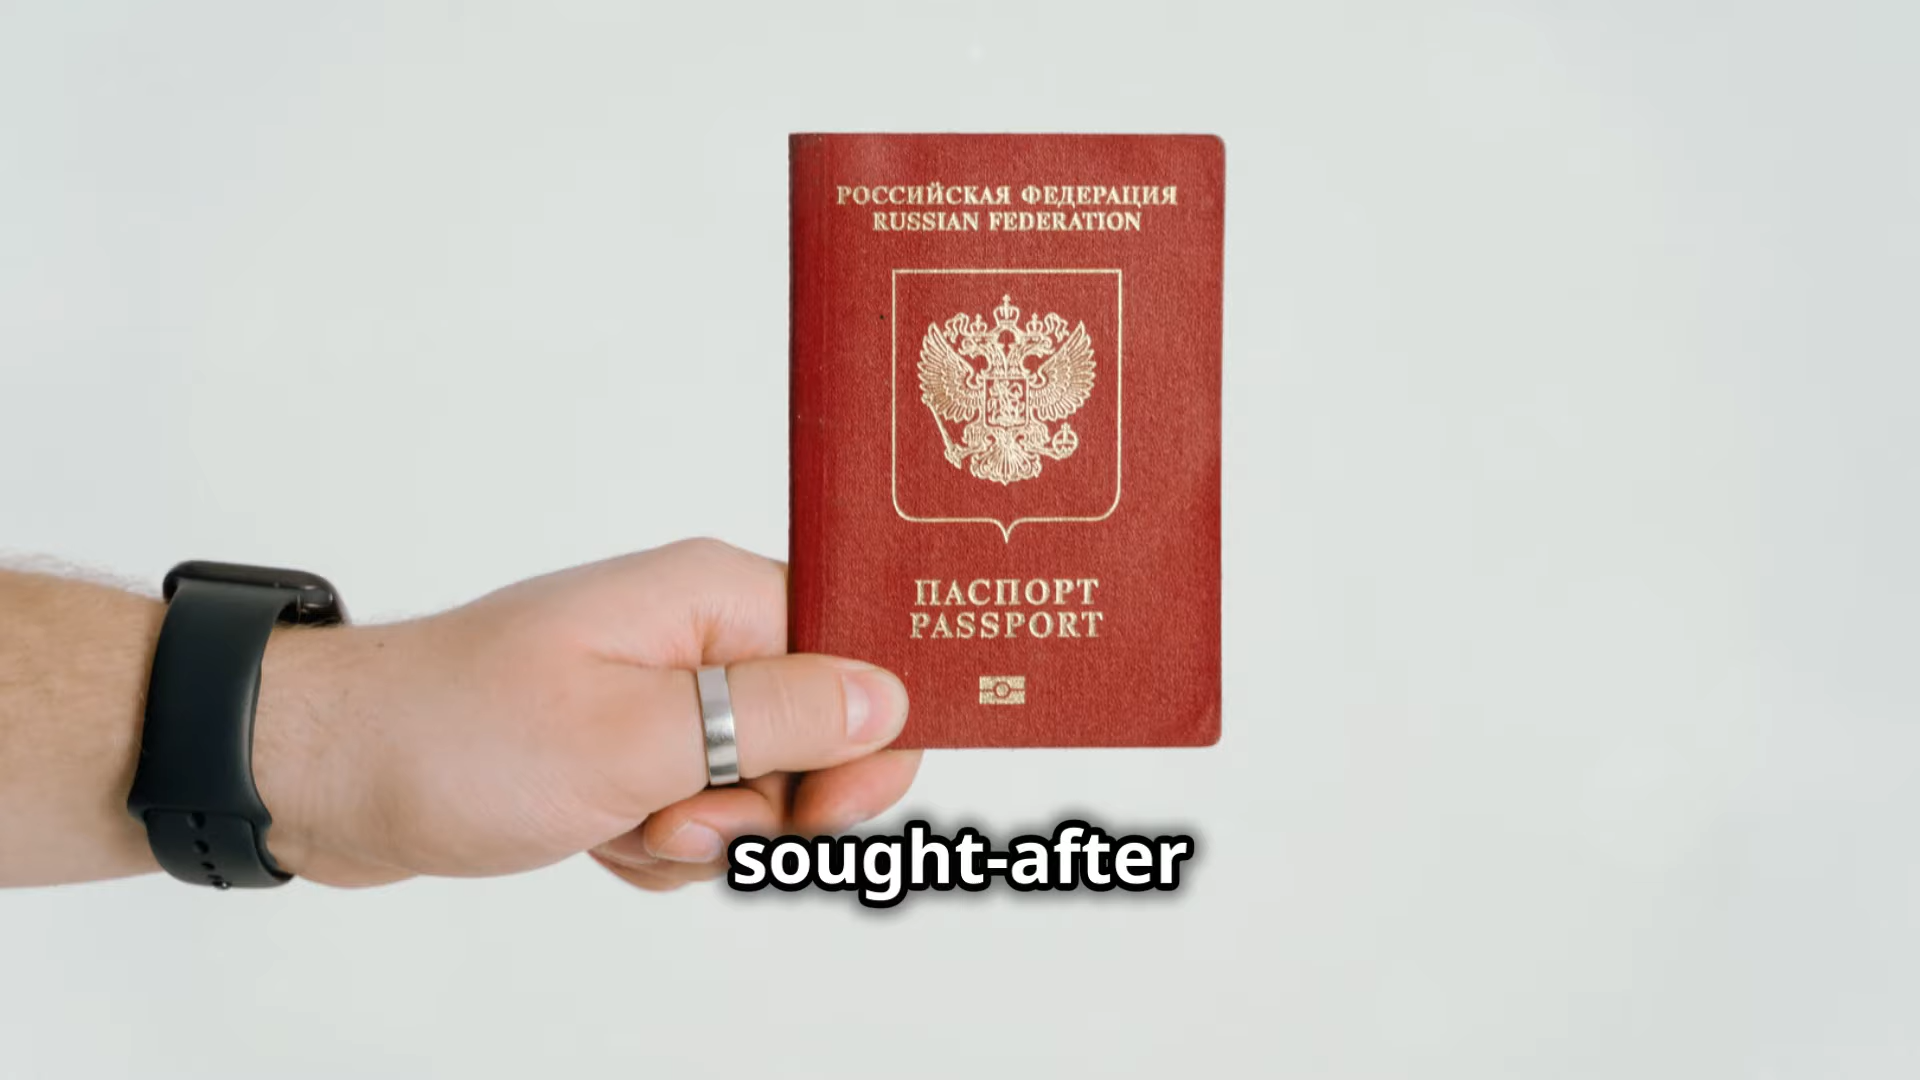 РОССИЙСКАЯ ФЕДЕРАЦИЯ
RUSSIAN FEDERATION
ПАСПОРТ
PASSPORT
sought-after